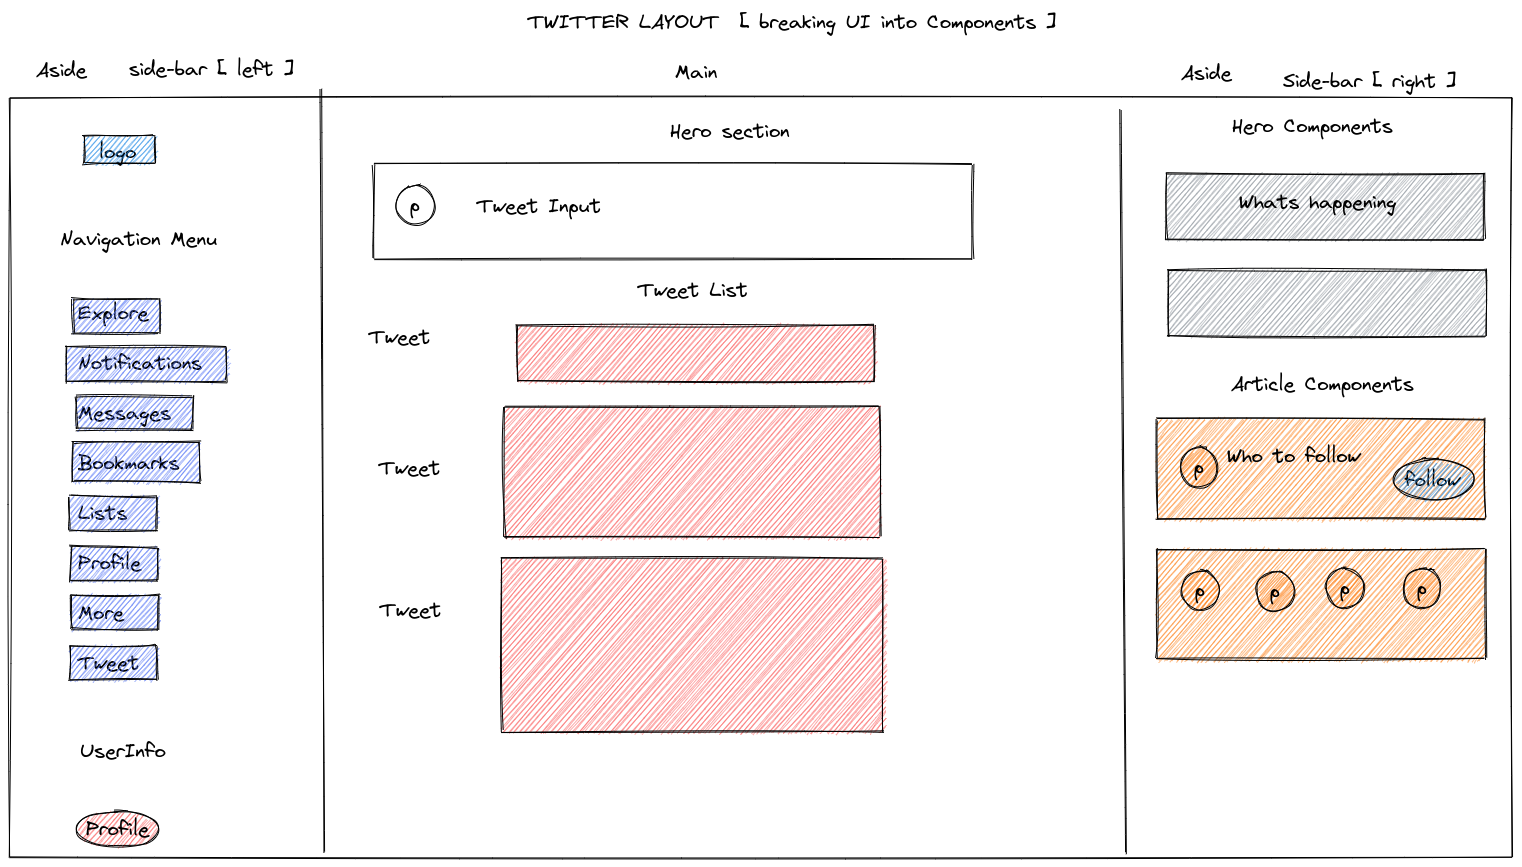 TWITTER LAYOUT [ breaking UI into Components ]
Aside side-bar [ left ]
Main
Aside Side-bar [ right ]
logo
Navigation Menu
Explore
Notifications
Messages
Bookmarks
Lists
Profile
More
Tweet
UserInfo
Profile
Hero section
p Tweet Input
Tweet List
Tweet
Tweet
Tweet
Hero Components
Whats happening
Article Components
p Who to follow follow
p p p p